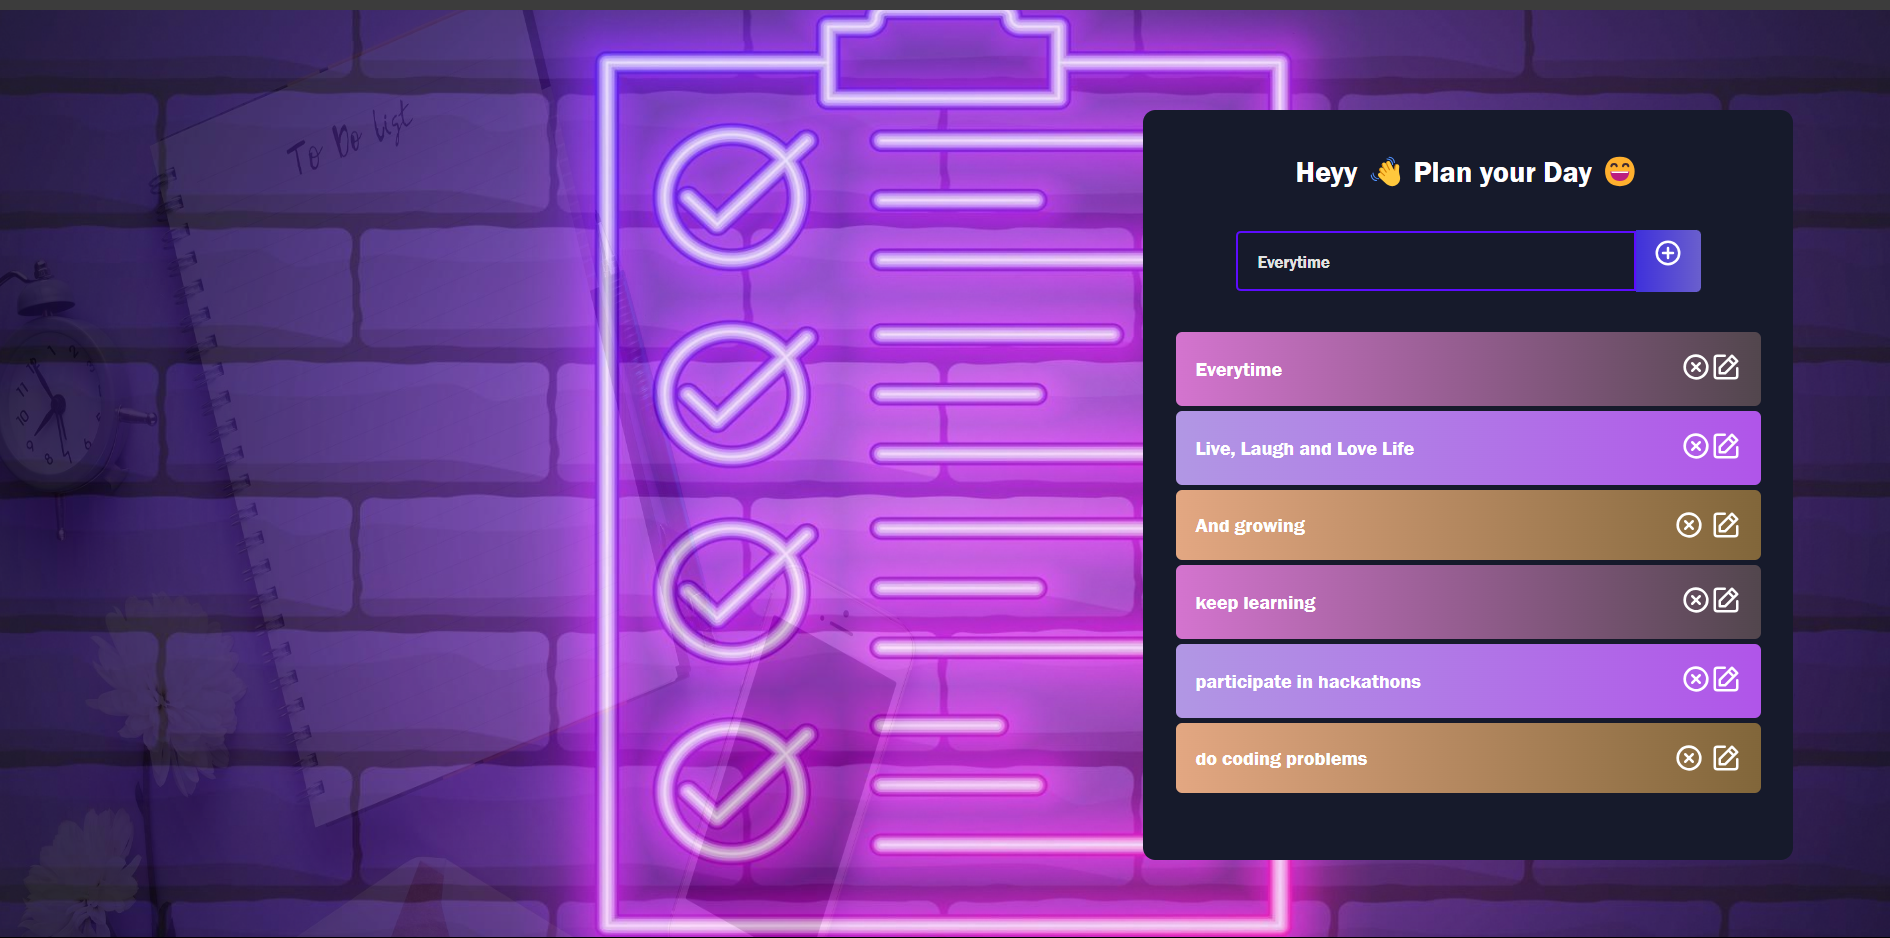 To Do list
Heyy 👋 Plan your Day 😄
Everytime
Everytime
Live, Laugh and Love Life
And growing
keep learning
participate in hackathons
do coding problems